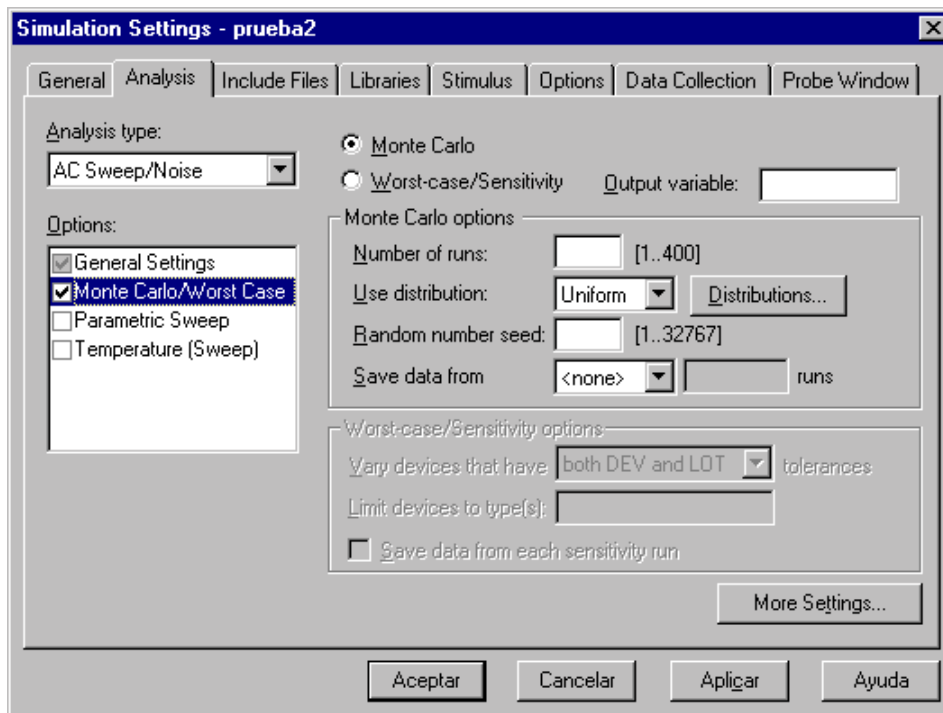 Simulation Settings - prueba2
General Analysis Include Files Libraries Stimulus Options Data Collection Probe Window
Analysis type:
AC Sweep/Noise
Options:
General Settings
Monte Carlo/Worst Case
Parametric Sweep
Temperature (Sweep)
Monte Carlo
Worst-case/Sensitivity Output variable:
Monte Carlo options
Number of runs: [1..400]
Use distribution: Uniform Distributions...
Random number seed: [1..32767]
Save data from <none> runs
Worst-case/Sensitivity options
Vary devices that have both DEV and LOT tolerances
Limit devices to type(s):
Save data from each sensitivity run
More Settings...
Aceptar Cancelar Aplicar Ayuda